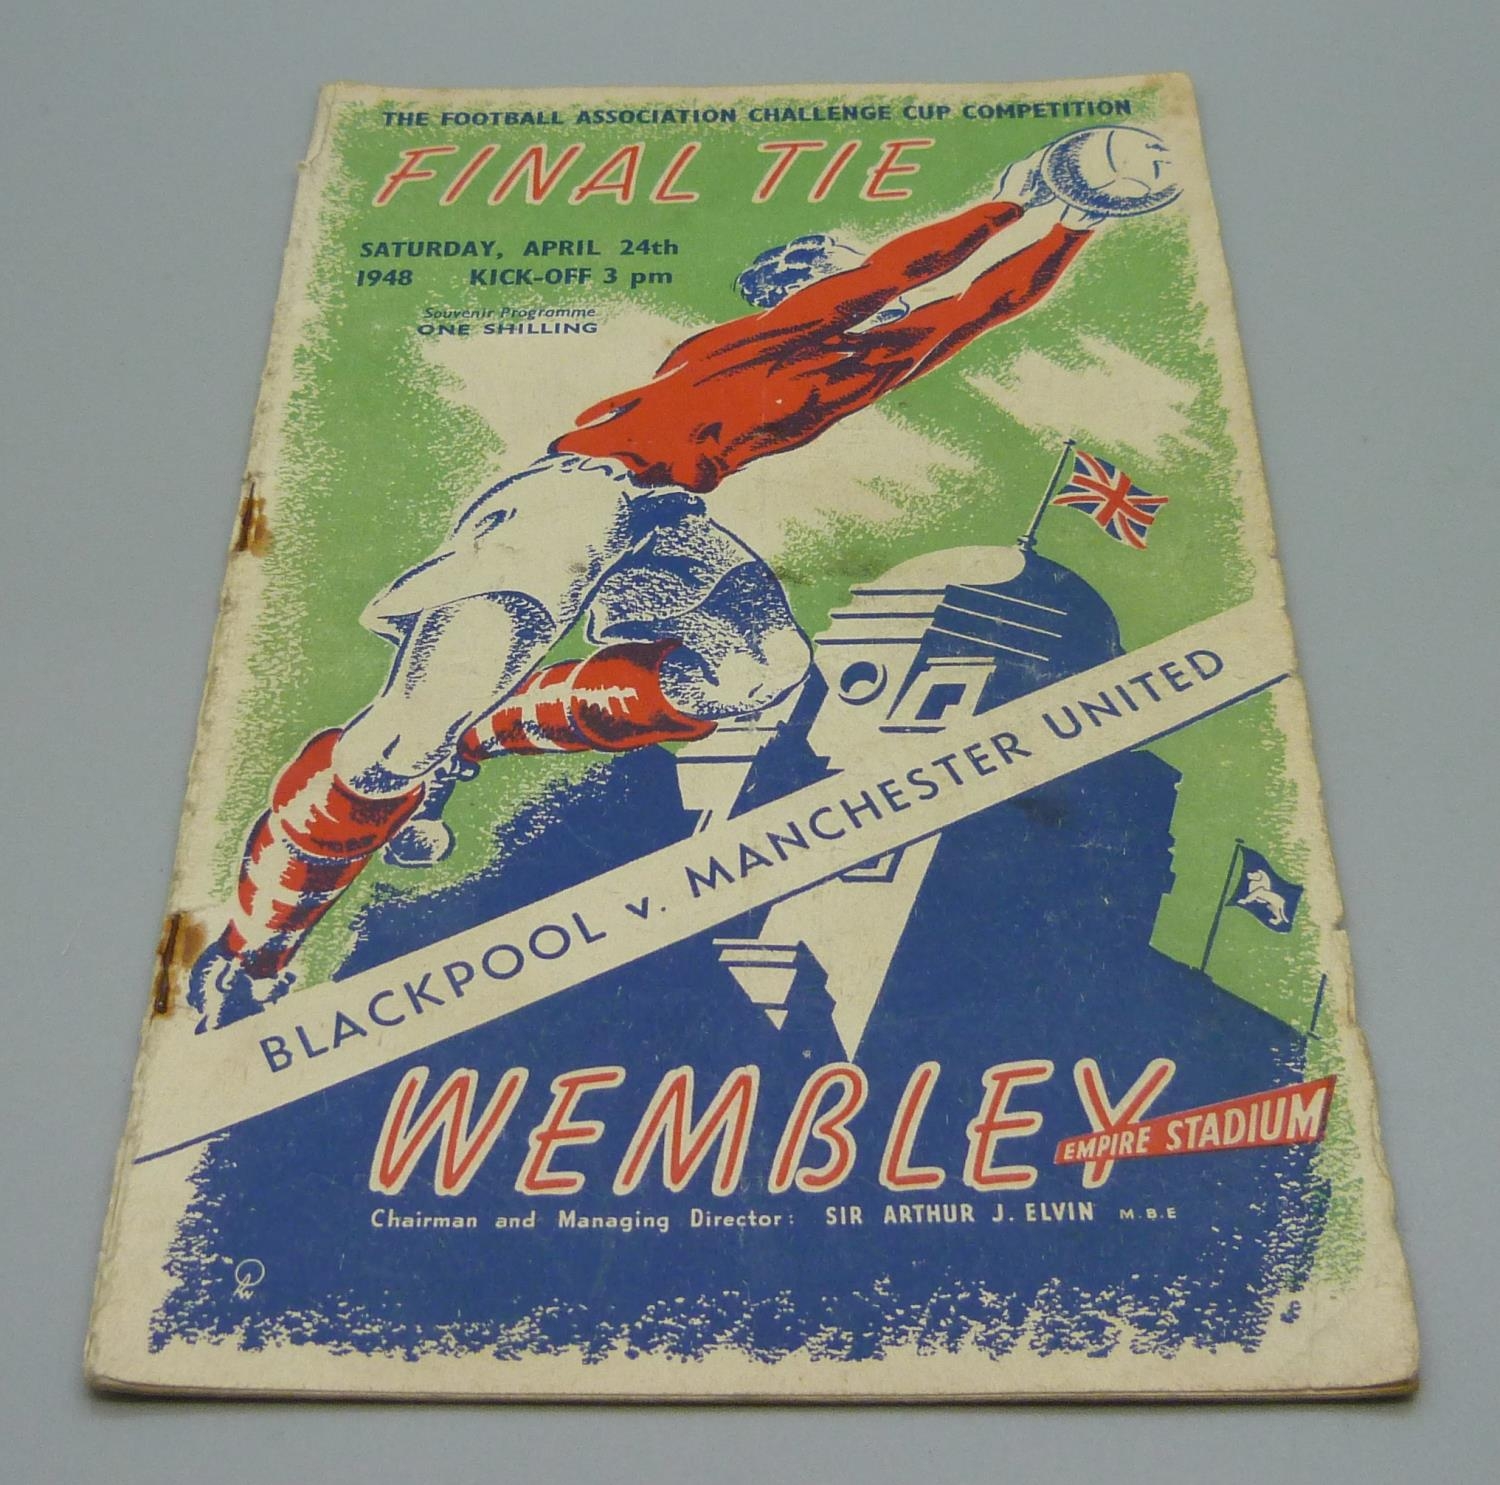 THE FOOTBALL ASSOCIATION CHALLENGE CUP COMPETITION
FINAL TIE
SATURDAY, APRIL 24th
1948 KICK-OFF 3 pm
Souvenir Programme
ONE SHILLING
BLACKPOOL v. MANCHESTER UNITED
WEMBLEY
EMPIRE STADIUM
Chairman and Managing Director: SIR ARTHUR J. ELVIN M.B.E